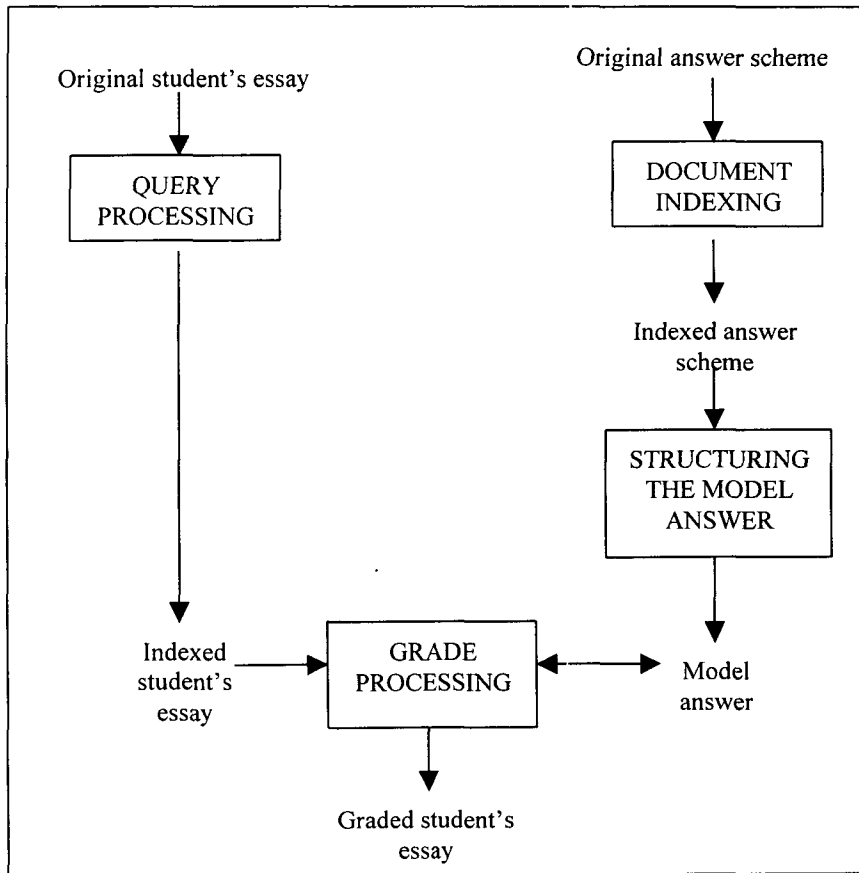 Original student's essay
Original answer scheme
QUERY
PROCESSING
DOCUMENT
INDEXING
Indexed answer
scheme
STRUCTURING
THE MODEL
ANSWER
Indexed
student's
essay
GRADE
PROCESSING
Model
answer
Graded student's
essay